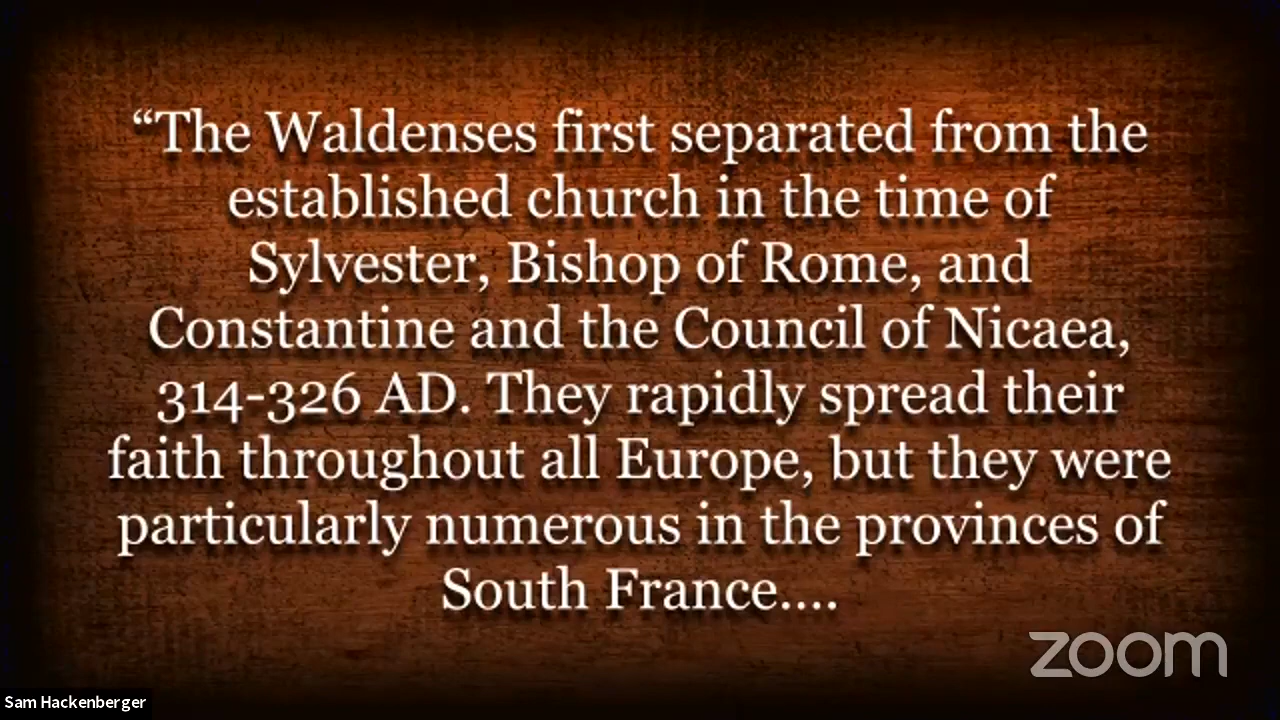 “The Waldenses first separated from the
established church in the time of
Sylvester, Bishop of Rome, and
Constantine and the Council of Nicaea,
314-326 AD. They rapidly spread their
faith throughout all Europe, but they were
particularly numerous in the provinces of
South France….
zoom
Sam Hackenberger